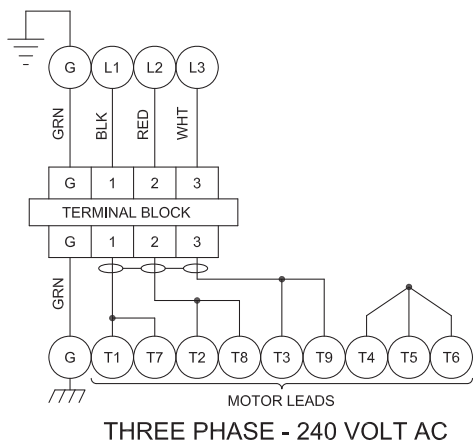 G L1 L2 L3
GRN BLK RED WHT
G 1 2 3
TERMINAL BLOCK
G 1 2 3
GRN
G T1 T7 T2 T8 T3 T9 T4 T5 T6
MOTOR LEADS
THREE PHASE - 240 VOLT AC